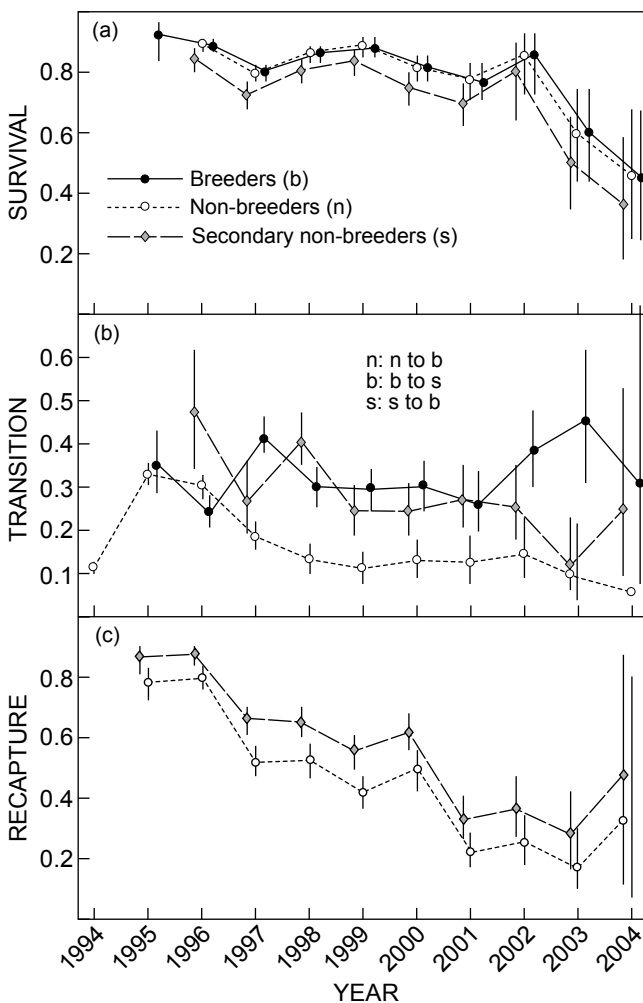 (a)
SURVIVAL
0.8
0.6
0.4
0.2
Breeders (b)
Non-breeders (n)
Secondary non-breeders (s)
(b)
TRANSITION
0.6
0.5
0.4
0.3
0.2
0.1
n: n to b
b: b to s
s: s to b
(c)
RECAPTURE
0.8
0.6
0.4
0.2
1994 1995 1996 1997 1998 1999 2000 2001 2002 2003 2004
YEAR